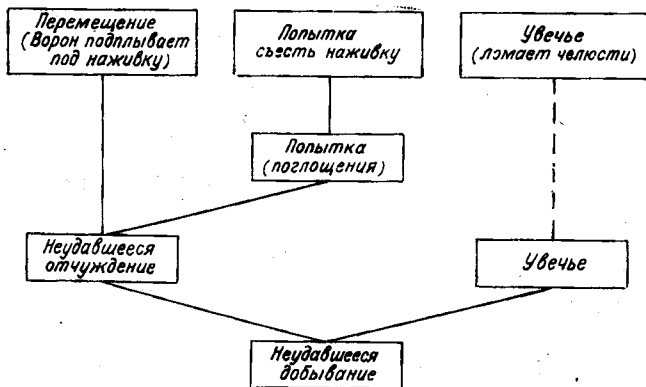 Перемещение
(Ворон подплывает
под наживку)
Попытка
съесть наживку
Увечье
(ломает челюсти)
Попытка
(поглощения)
Неудавшееся
отчуждение
Увечье
Неудавшееся
добывание